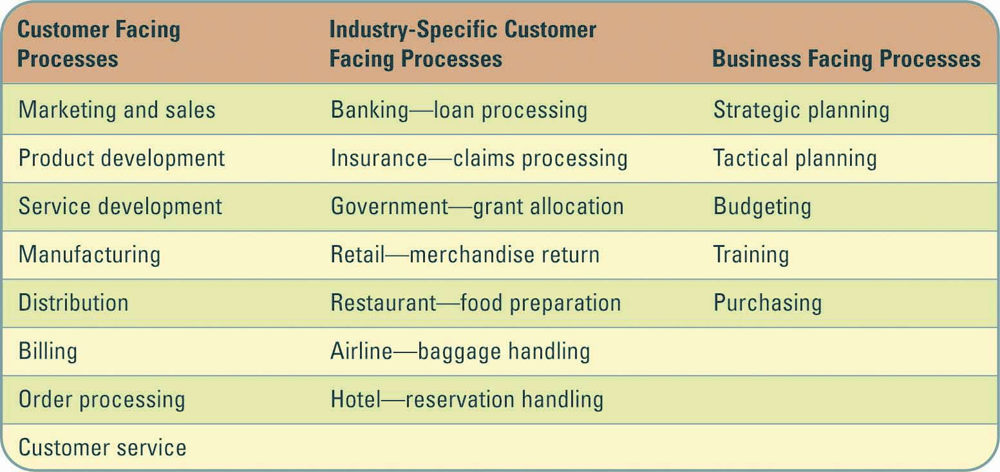 Customer Facing Processes
Industry-Specific Customer Facing Processes
Business Facing Processes
Marketing and sales
Banking—loan processing
Strategic planning
Product development
Insurance—claims processing
Tactical planning
Service development
Government—grant allocation
Budgeting
Manufacturing
Retail—merchandise return
Training
Distribution
Restaurant—food preparation
Purchasing
Billing
Airline—baggage handling
Order processing
Hotel—reservation handling
Customer service